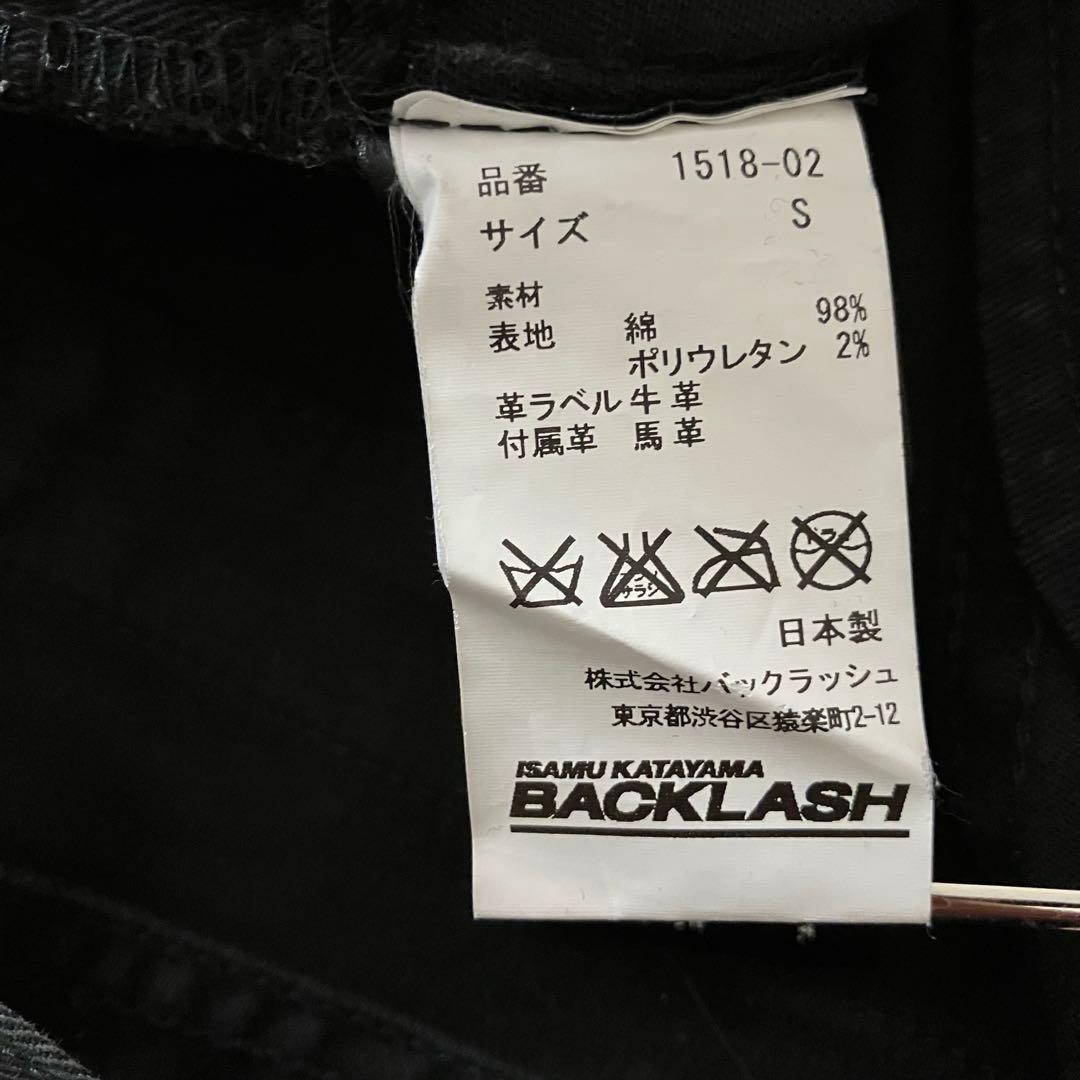 品番 1518-02
サイズ S
素材
表地 綿 98%
ポリウレタン 2%
革ラベル 牛革
付属革 馬革
日本製
株式会社バックラッシュ
東京都渋谷区猿楽町2-12
ISAMU KATAYAMA
BACKLASH